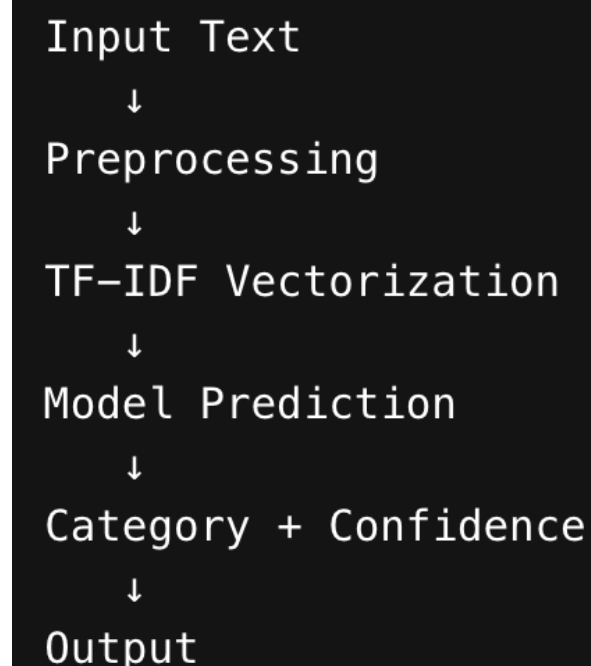 Input Text
↓
Preprocessing
↓
TF-IDF Vectorization
↓
Model Prediction
↓
Category + Confidence
↓
Output